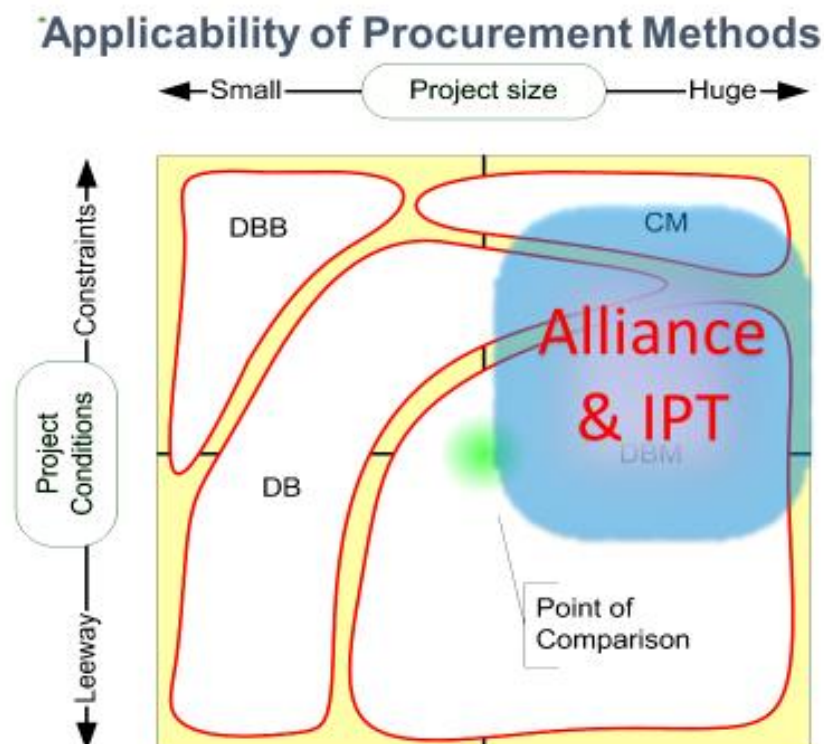 Applicability of Procurement Methods
Small
Project size
Huge
Constraints
Project
Conditions
Leeway
DBB
CM
Alliance
& IPT
DBM
DB
Point of
Comparison